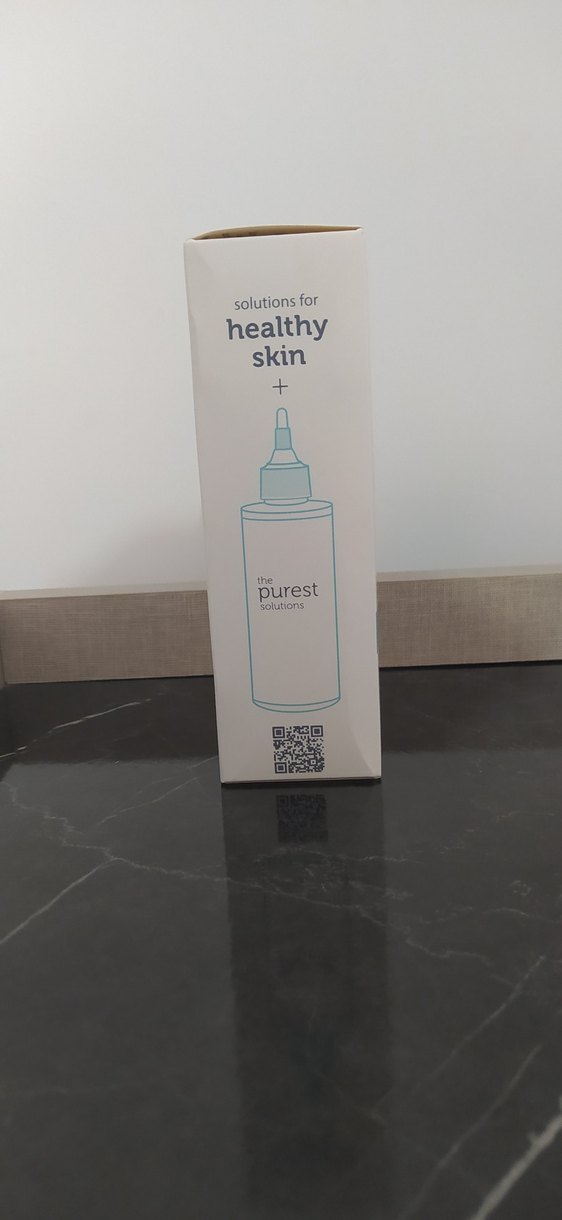 solutions for
healthy
skin
+
the
purest
solutions